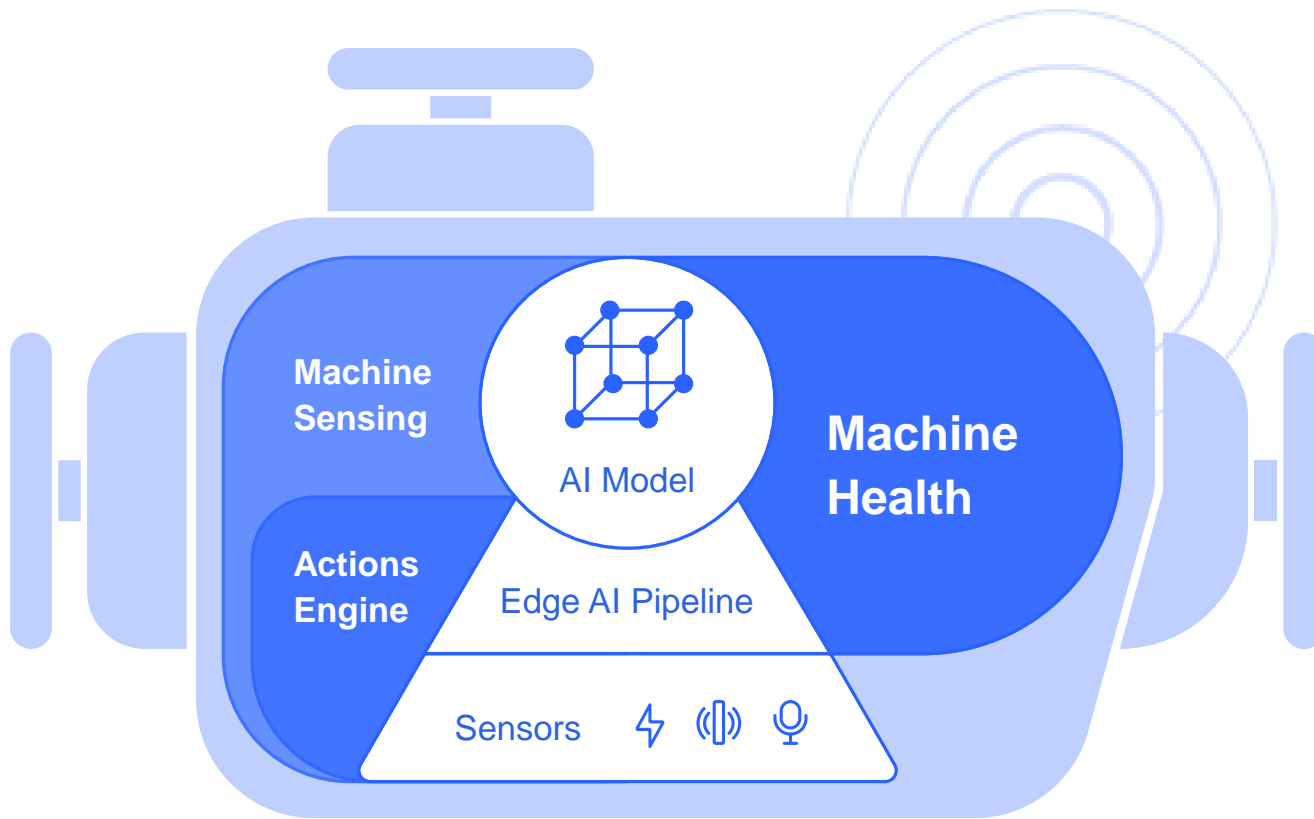 Machine
Sensing
AI Model
Machine
Health
Actions
Engine
Edge AI Pipeline
Sensors